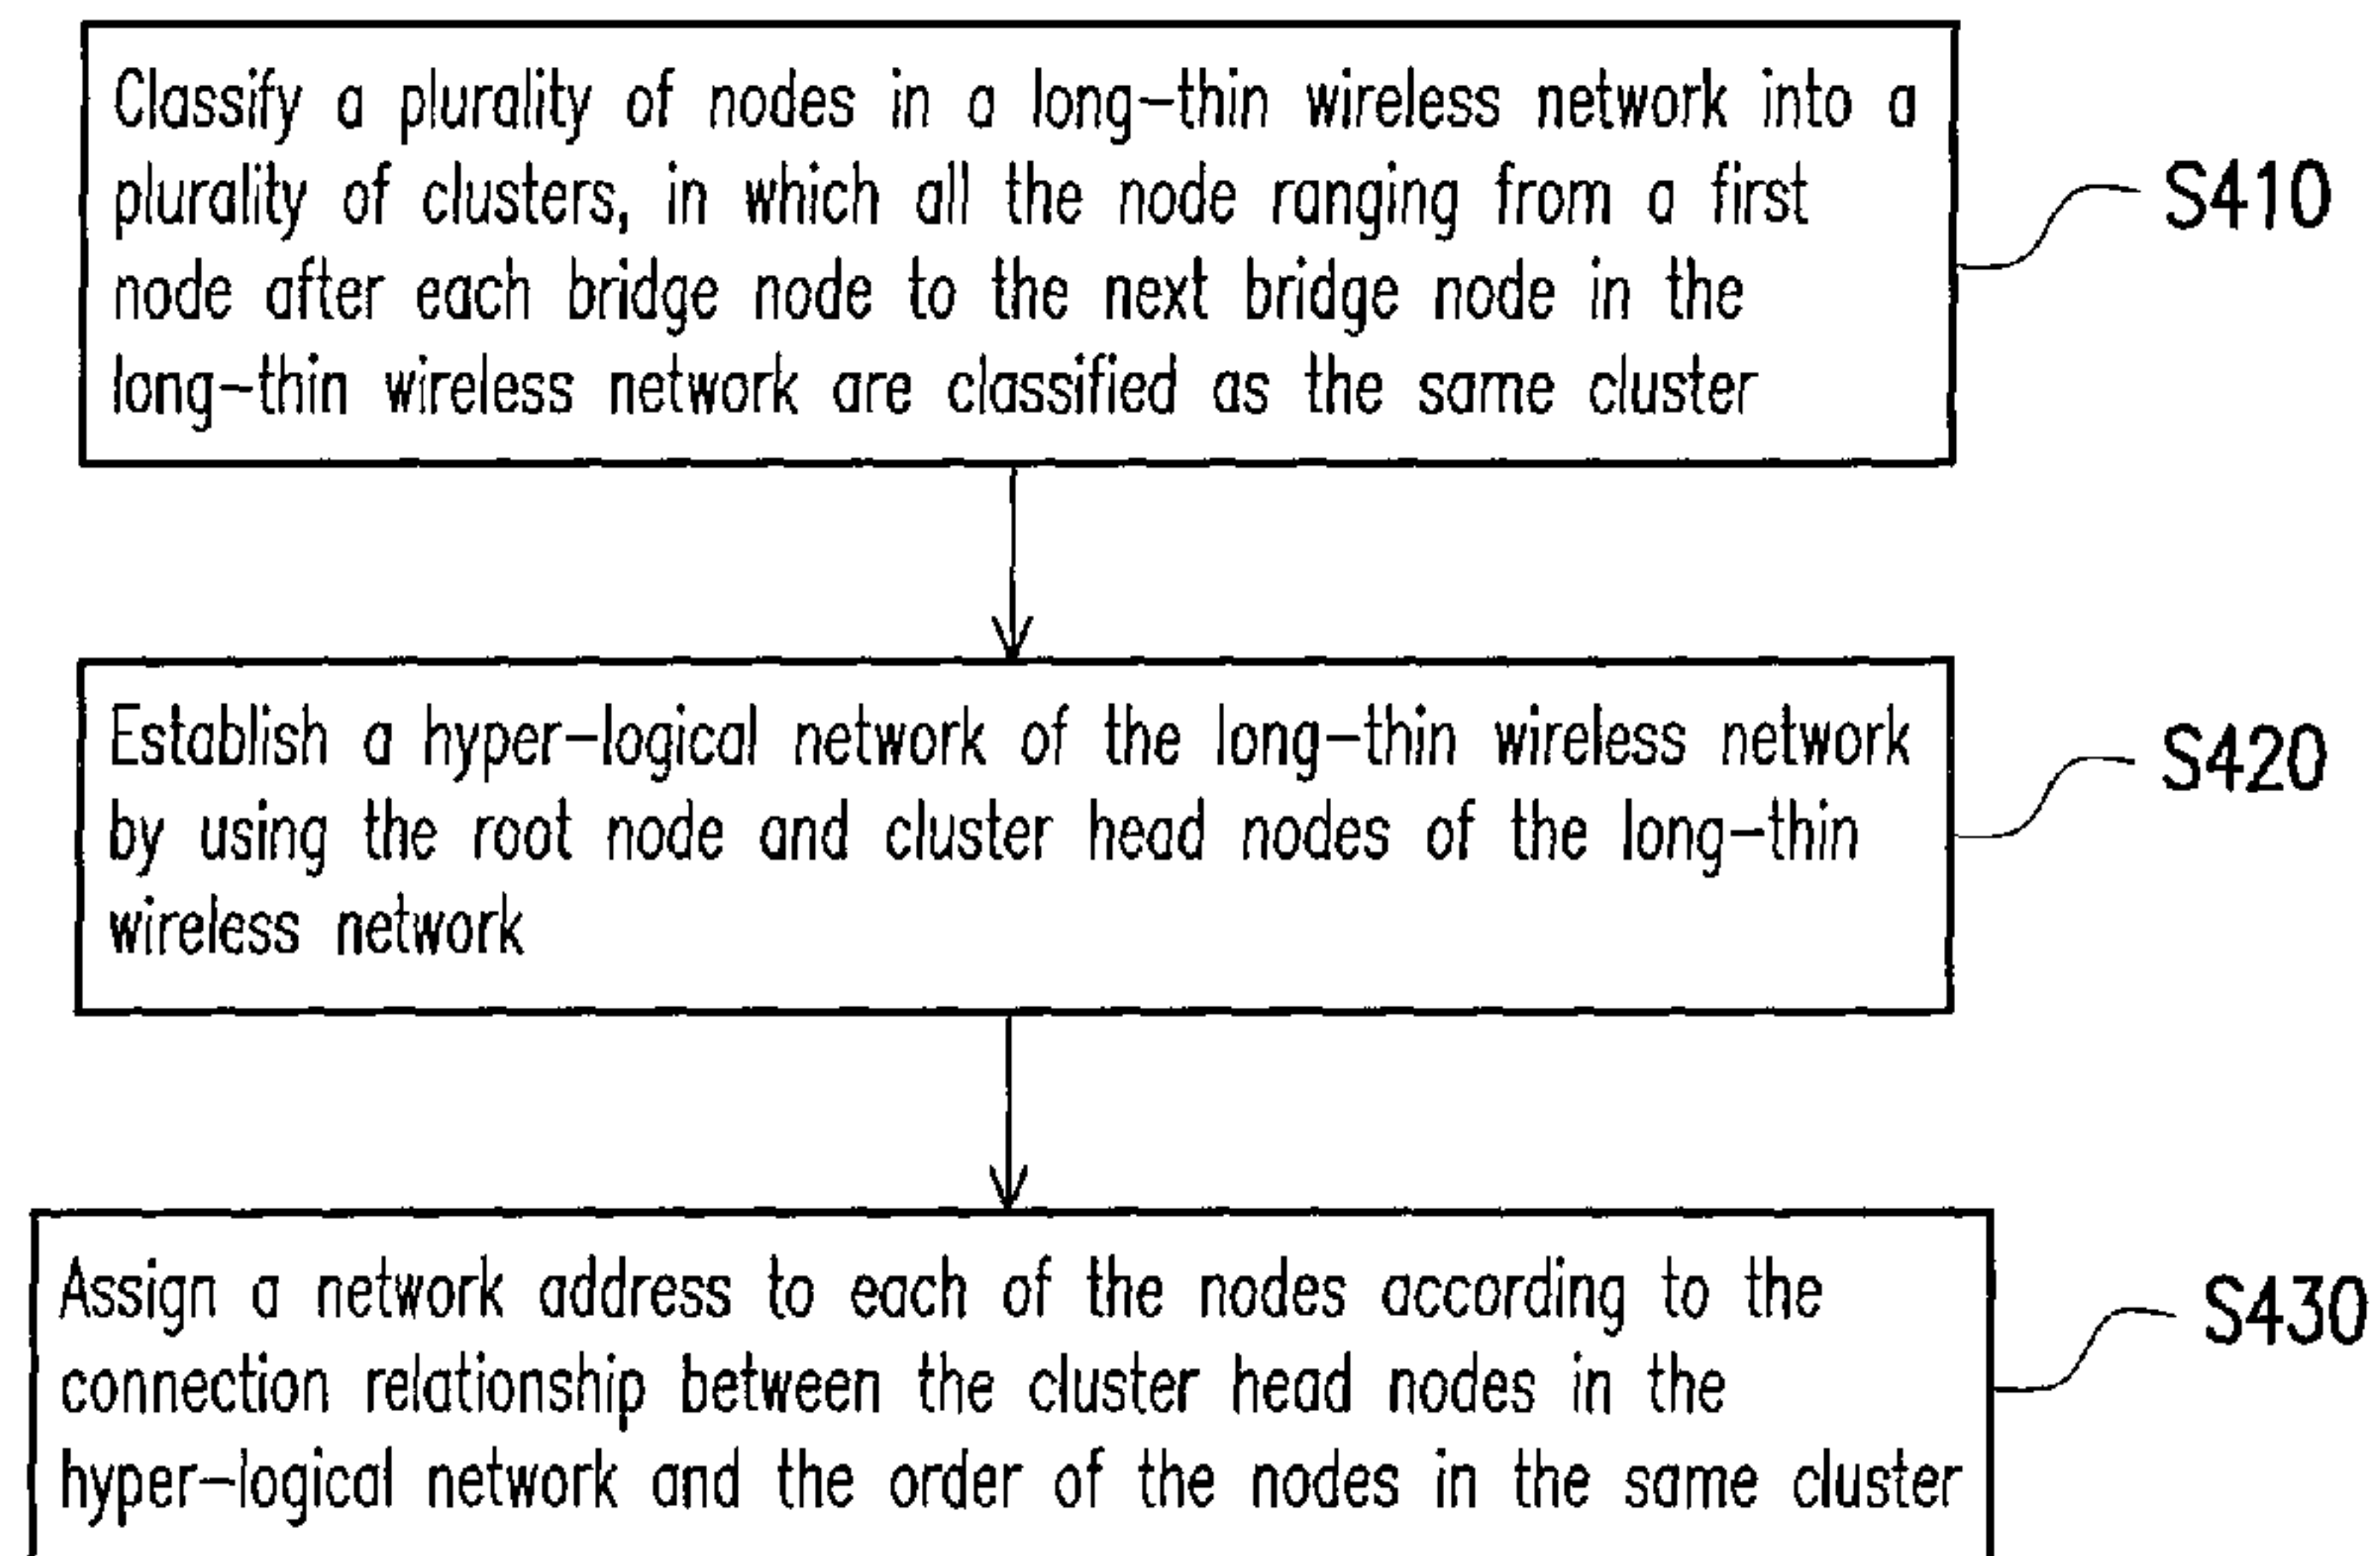 Classify a plurality of nodes in a long-thin wireless network into a
plurality of clusters, in which all the node ranging from a first
node after each bridge node to the next bridge node in the
long-thin wireless network are classified as the same cluster
S410
Establish a hyper-logical network of the long-thin wireless network
by using the root node and cluster head nodes of the long-thin
wireless network
S420
Assign a network address to each of the nodes according to the
connection relationship between the cluster head nodes in the
hyper-logical network and the order of the nodes in the same cluster
S430